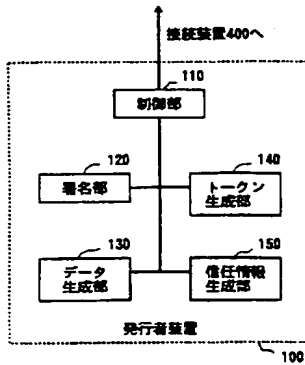 接続装置400へ
110
制御部
120
140
署名部
トークン
生成部
130
150
データ
生成部
信任情報
生成部
発行者装置
100